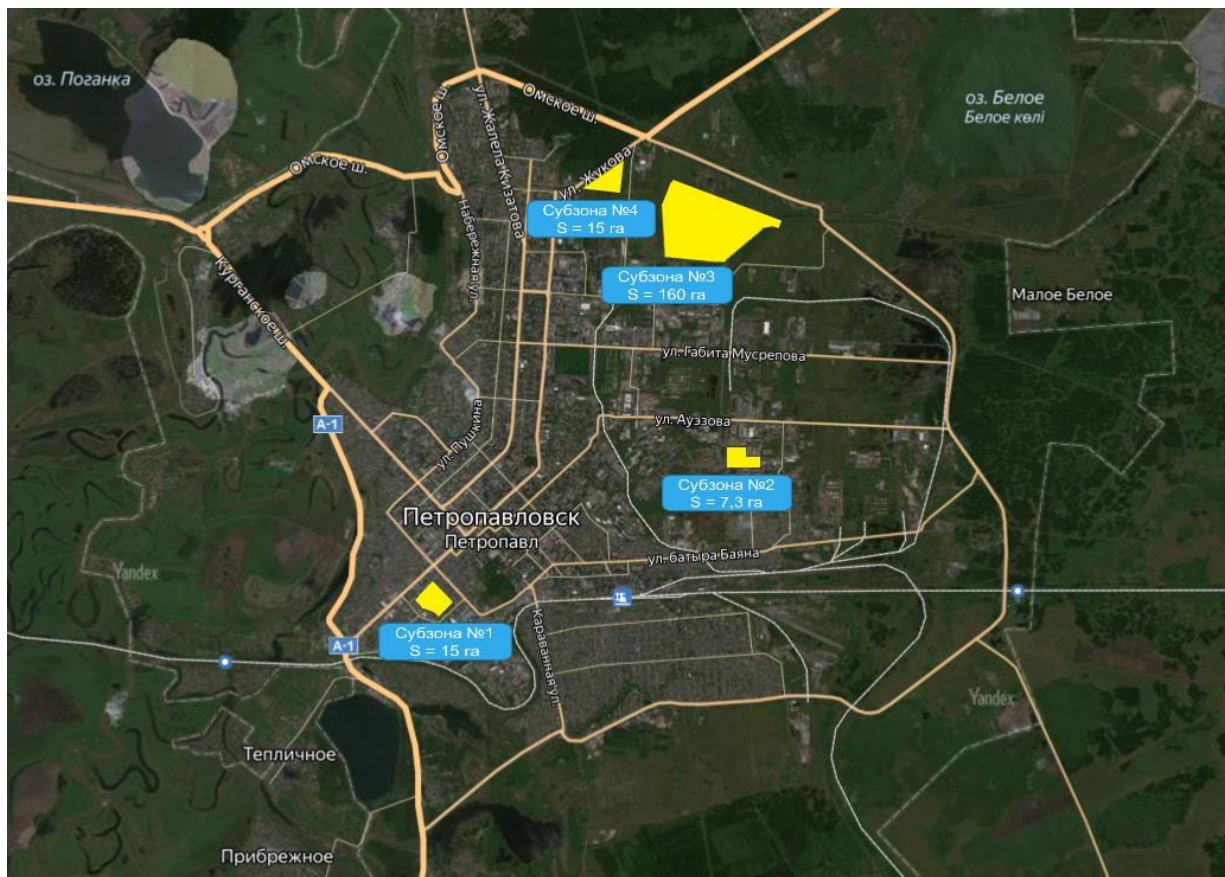 оз. Поганка
Омское ш.
оз. Белое
Белое көлі
Омское ш.
ул. Жалела Кизатова
Омское ш.
ул. Жукова
Набережная ул.
Субзона №4
S = 15 га
Субзона №3
S = 160 га
Малое Белое
Курганское ш.
ул. Габита Мусрепова
А-1
ул. Ауэзова
ул. Пушкина
Субзона №2
S = 7,3 га
Петропавловск
Петропавл
ул. батыра Баяна
Yandex
Субзона №1
S = 15 га
А-1
Караванная ул.
Yandex
Тепличное
Прибрежное